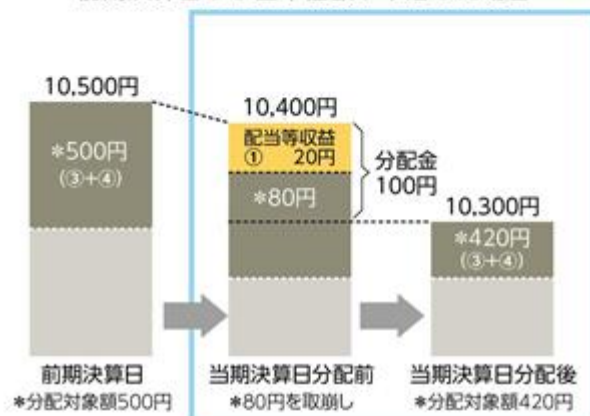 10,500円
*500円
(③+④)
前期決算日
*分配対象額500円
10,400円
配当等収益
① 20円
*80円
分配金
100円
当期決算日分配前
*80円を取崩し
10,300円
*420円
(③+④)
当期決算日分配後
*分配対象額420円